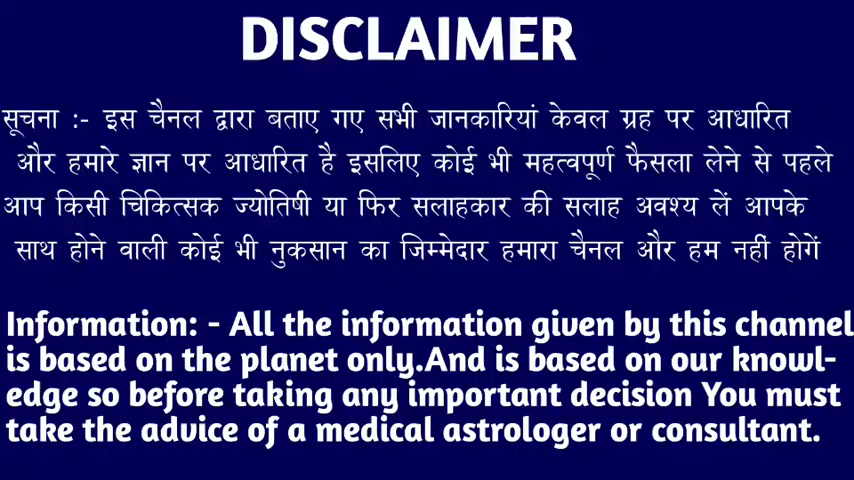 DISCLAIMER
सूचना :- इस चैनल द्वारा बताए गए सभी जानकारियां केवल ग्रह पर आधारित
और हमारे ज्ञान पर आधारित है इसलिए कोई भी महत्वपूर्ण फैसला लेने से पहले
आप किसी चिकित्सक ज्योतिषी या फिर सलाहकार की सलाह अवश्य लें आपके
साथ होने वाली कोई भी नुकसान का जिम्मेदार हमारा चैनल और हम नहीं होगें
Information: - All the information given by this channel
is based on the planet only.And is based on our knowl-
edge so before taking any important decision You must
take the advice of a medical astrologer or consultant.